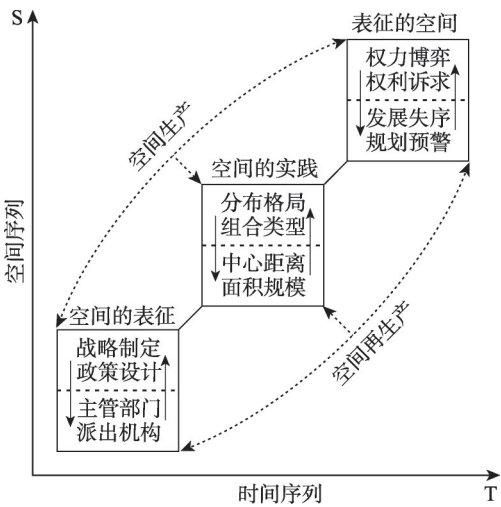 S
表征的空间
权力博弈
权利诉求
发展失序
规划预警
空间生产
空间的实践
分布格局
组合类型
中心距离
面积规模
空间序列
空间的表征
战略制定
政策设计
主管部门
派出机构
空间再生产
时间序列
T